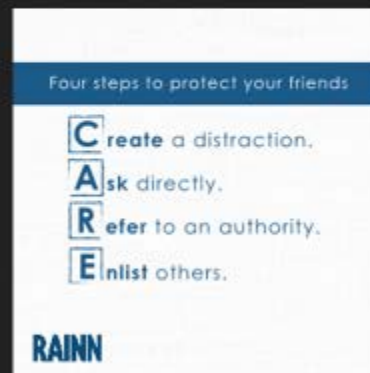 Four steps to protect your friends
Create a distraction.
Ask directly.
Refer to an authority.
Enlist others.
RAINN